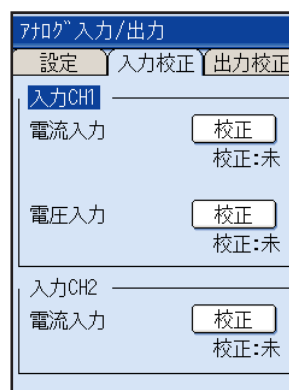 アナログ入力/出力
設定 入力校正 出力校正
入力CH1
電流入力 校正
校正:未
電圧入力 校正
校正:未
入力CH2
電流入力 校正
校正:未